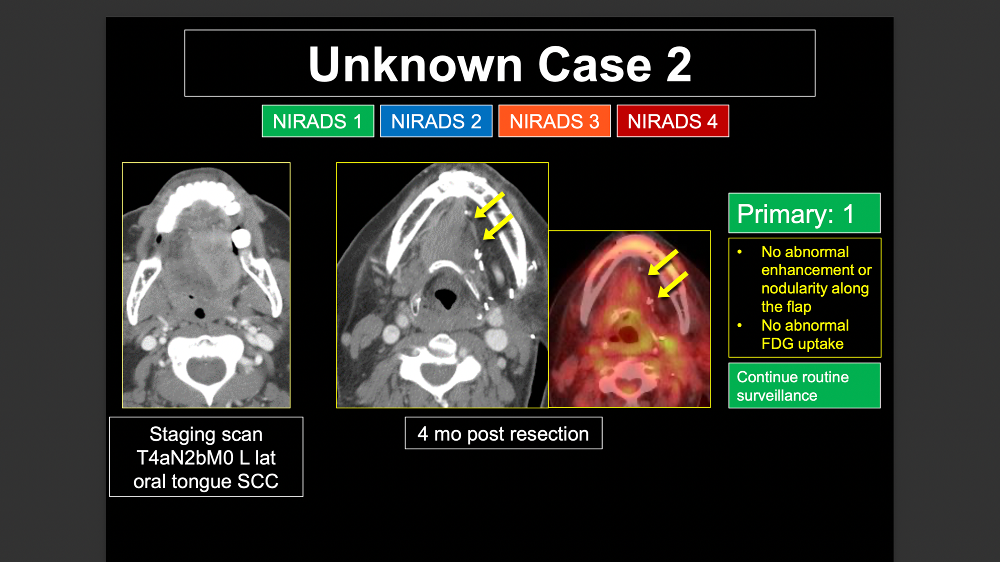 Unknown Case 2
NIRADS 1
NIRADS 2
NIRADS 3
NIRADS 4
Primary: 1
• No abnormal
enhancement or
nodularity along
the flap
• No abnormal
FDG uptake
Continue routine
surveillance
Staging scan
T4aN2bM0 L lat
oral tongue SCC
4 mo post resection